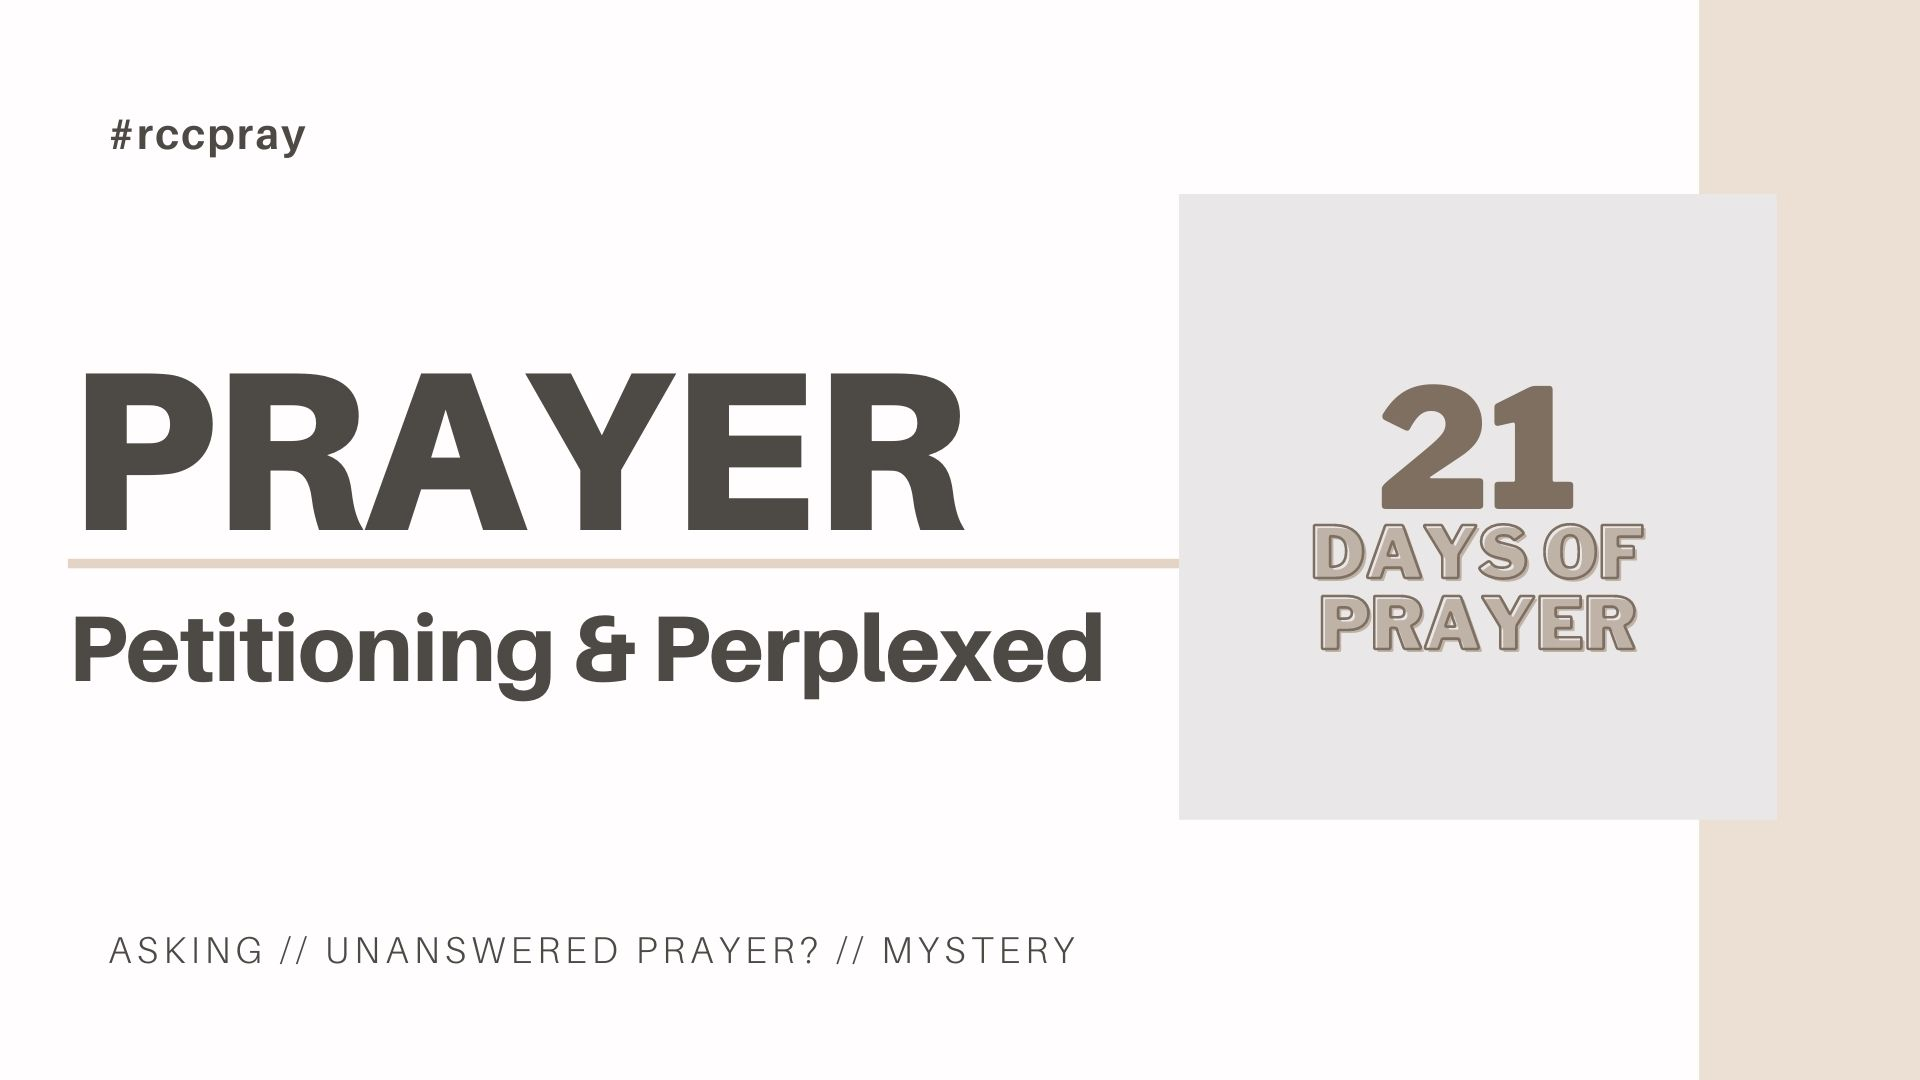 #rccpray
PRAYER
Petitioning & Perplexed
21
DAYS OF
PRAYER
ASKING // UNANSWERED PRAYER? // MYSTERY